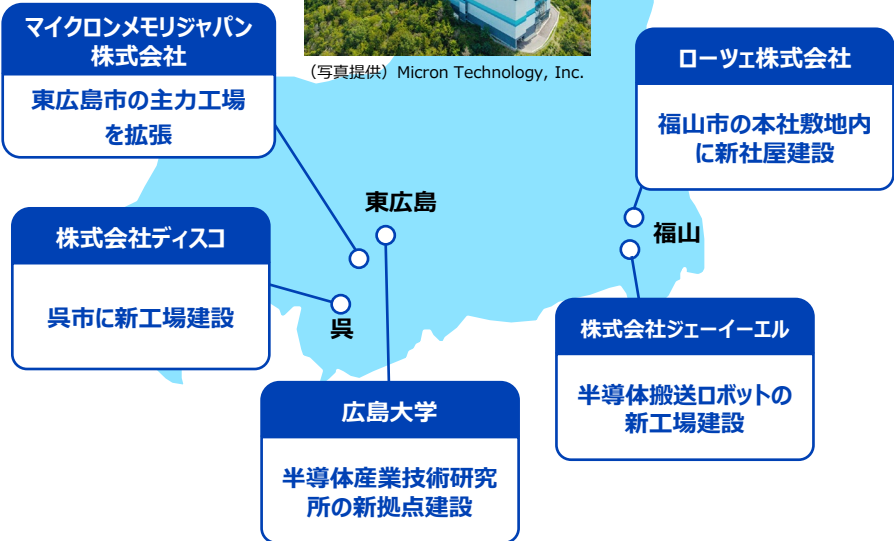 マイクロンメモリジャパン
株式会社
東広島市の主力工場
を拡張
（写真提供）Micron Technology, Inc.
ローツェ株式会社
福山市の本社敷地内
に新社屋建設
東広島
福山
株式会社ディスコ
呉市に新工場建設
呉
株式会社ジェーイーエル
半導体搬送ロボットの
新工場建設
広島大学
半導体産業技術研究
所の新拠点建設